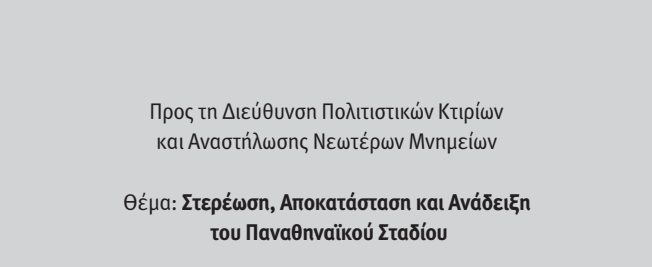 Προς τη Διεύθυνση Πολιτιστικών Κτιρίων
και Αναστήλωσης Νεωτέρων Μνημείων
Θέμα: Στερέωση, Αποκατάσταση και Ανάδειξη
του Παναθηναϊκού Σταδίου